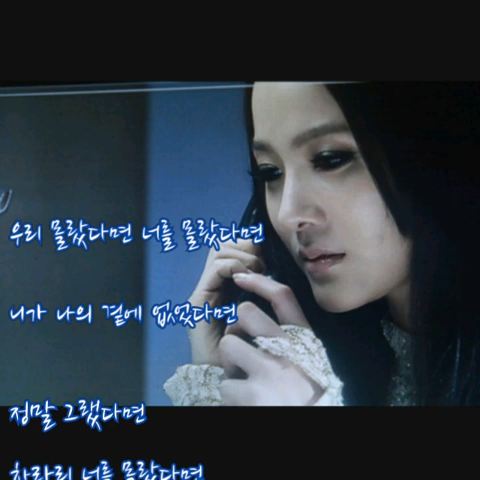 우리 몰랐다면 너를 몰랐다면
니가 나의 곁에 없었다면
정말 그랬다면
차라리 너를 몰랐다면